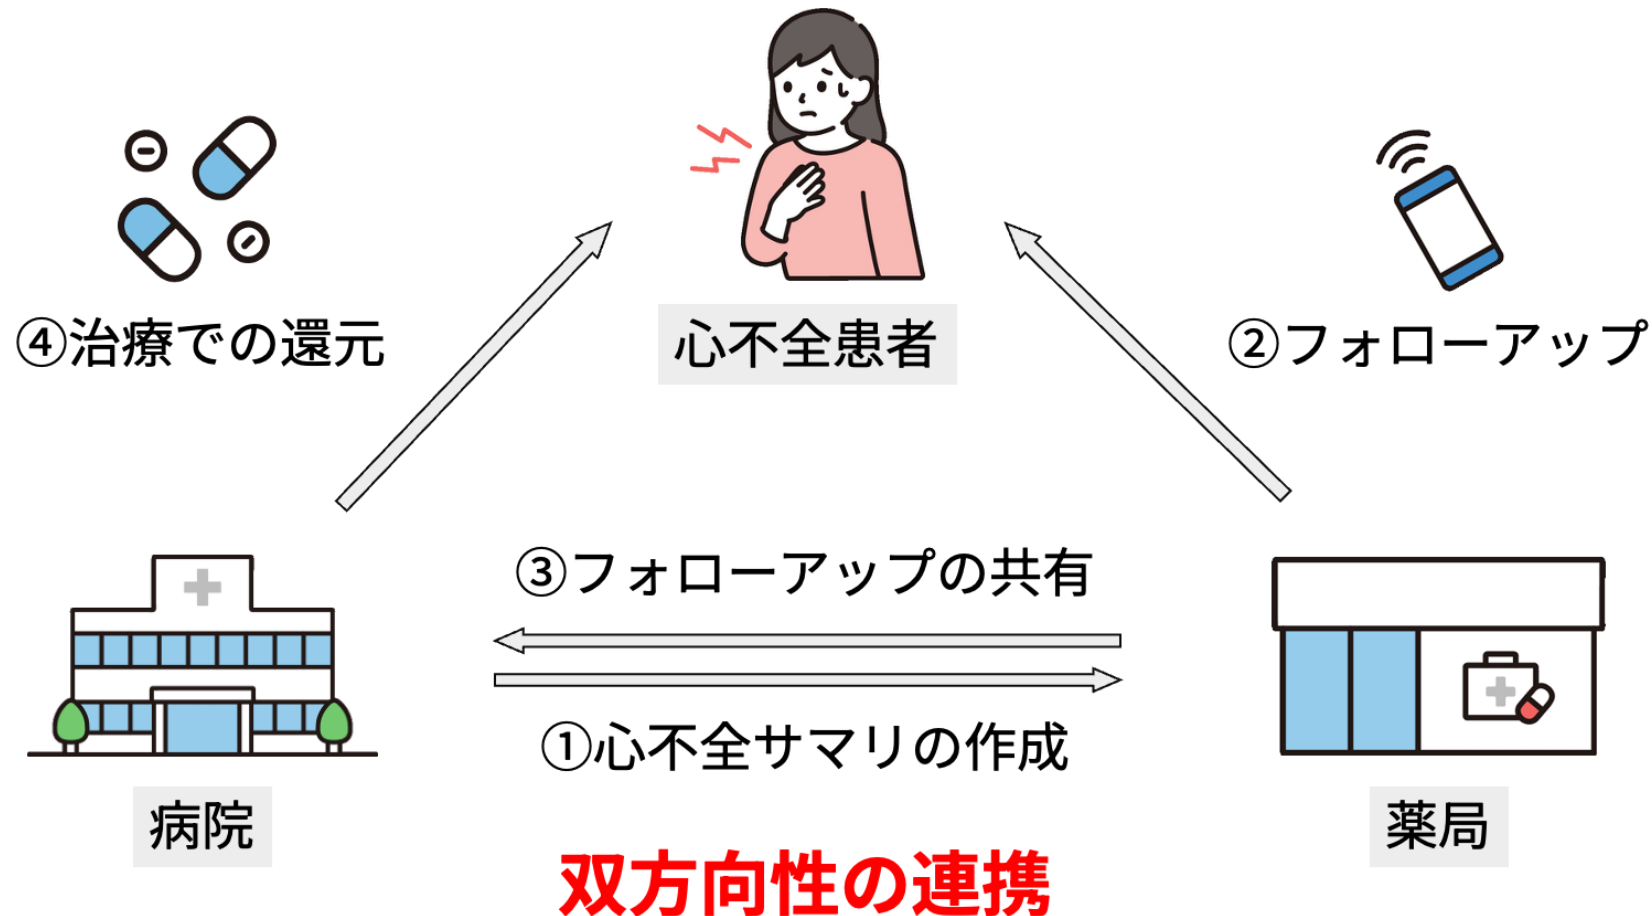 ④治療での還元
心不全患者
②フォローアップ
③フォローアップの共有
①心不全サマリの作成
病院
薬局
双方向性の連携